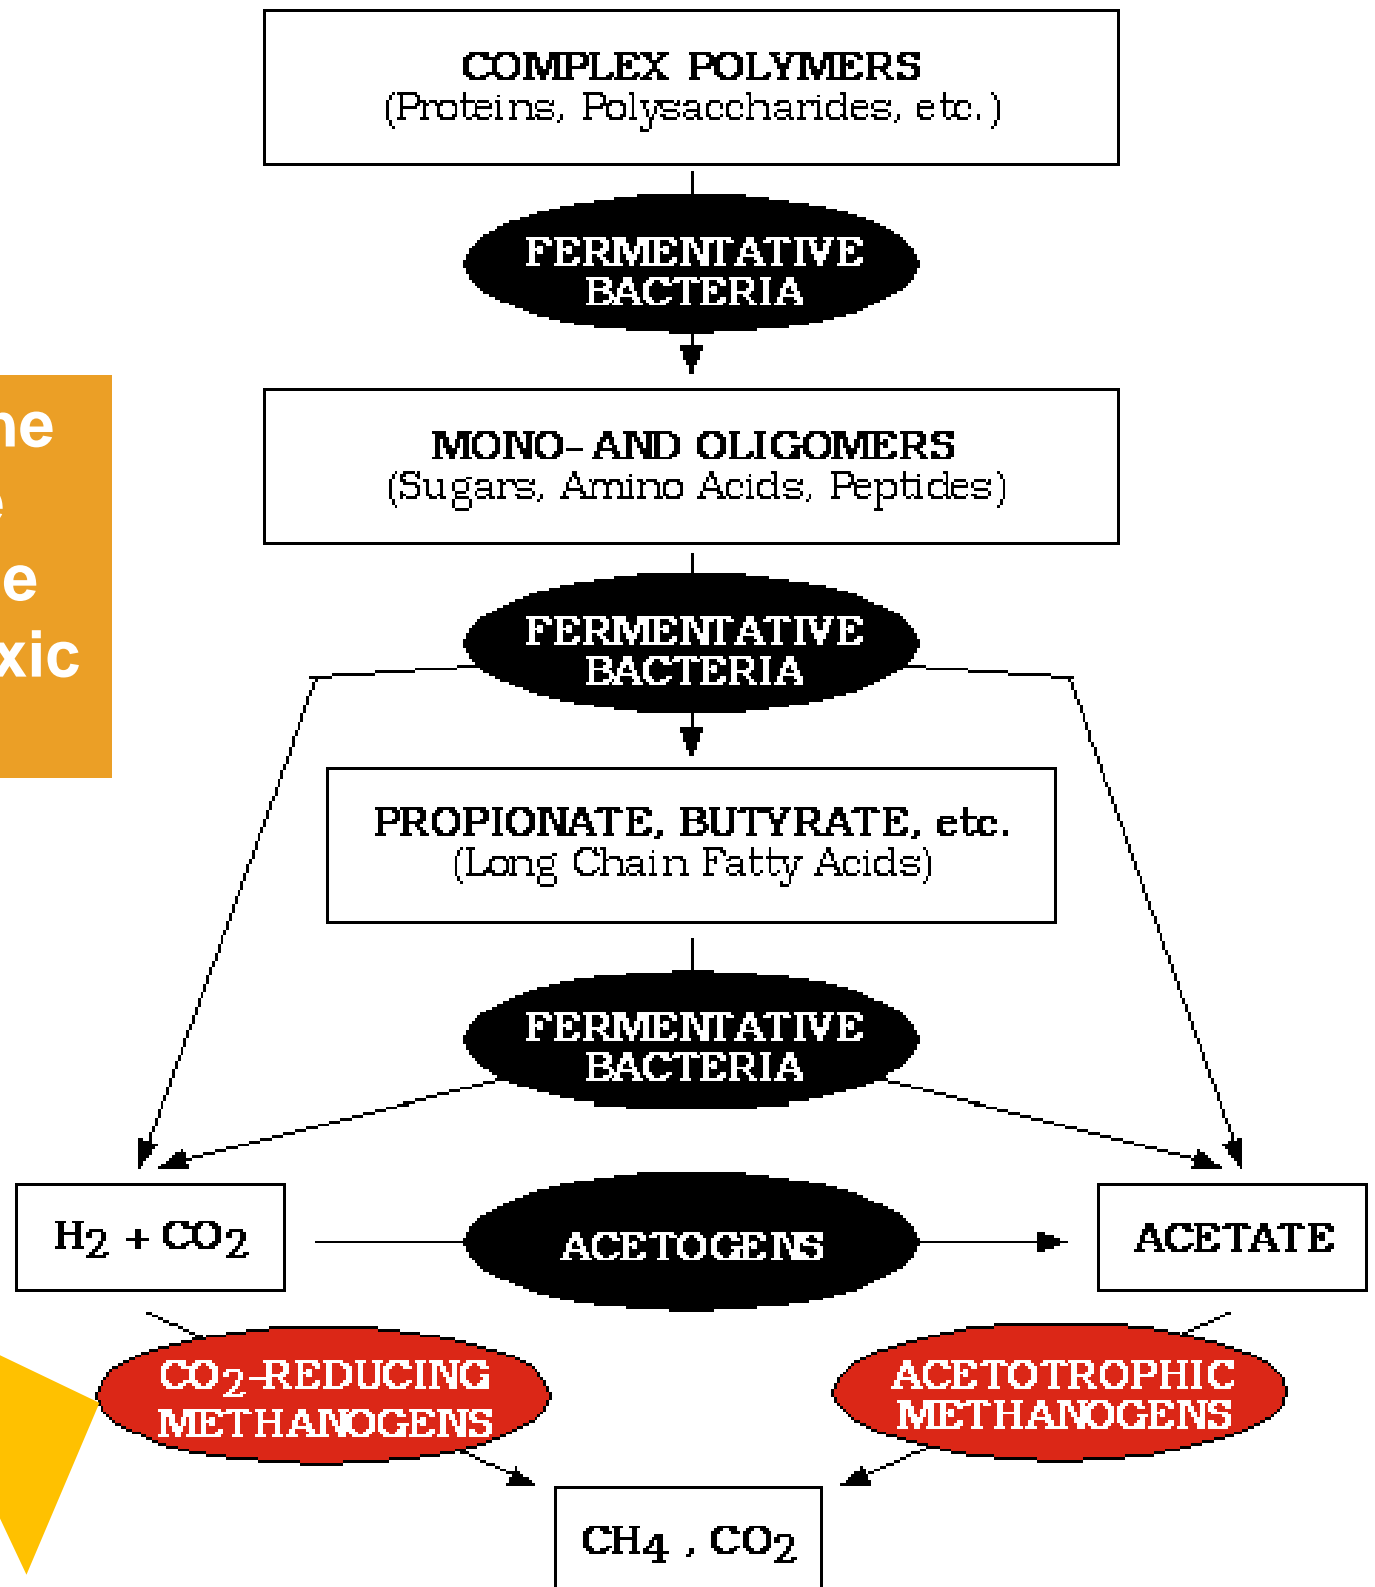 COMPLEX POLYMERS
(Proteins, Polysaccharides, etc.)
FERMENTATIVE
BACTERIA
MONO- AND OLIGOMERS
(Sugars, Amino Acids, Peptides)
FERMENTATIVE
BACTERIA
PROPIONATE, BUTYRATE, etc.
(Long Chain Fatty Acids)
FERMENTATIVE
BACTERIA
H2 + CO2
ACETOGENS
ACETATE
CO2-REDUCING
METHANOGENS
ACETOTROPHIC
METHANOGENS
CH4 , CO2